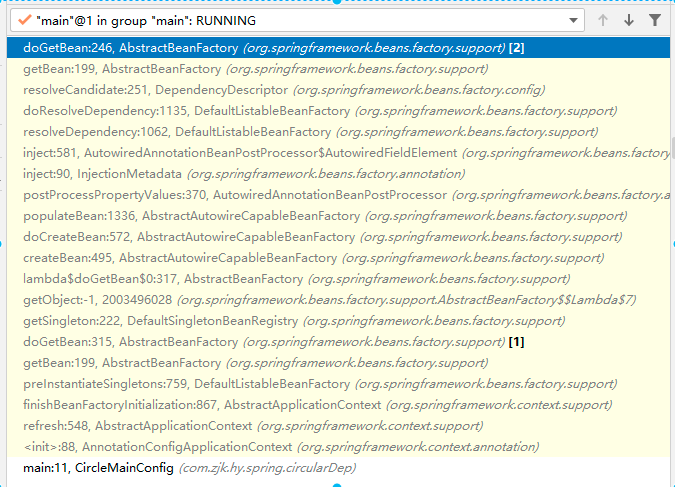 "main"@1 in group "main": RUNNING
doGetBean:246, AbstractBeanFactory (org.springframework.beans.factory.support) [2]
getBean:199, AbstractBeanFactory (org.springframework.beans.factory.support)
resolveCandidate:251, DependencyDescriptor (org.springframework.beans.factory.config)
doResolveDependency:1135, DefaultListableBeanFactory (org.springframework.beans.factory.support)
resolveDependency:1062, DefaultListableBeanFactory (org.springframework.beans.factory.support)
inject:581, AutowiredAnnotationBeanPostProcessor$AutowiredFieldElement (org.springframework.beans.factory
inject:90, InjectionMetadata (org.springframework.beans.factory.annotation)
postProcessPropertyValues:370, AutowiredAnnotationBeanPostProcessor (org.springframework.beans.factory.a
populateBean:1336, AbstractAutowireCapableBeanFactory (org.springframework.beans.factory.support)
doCreateBean:572, AbstractAutowireCapableBeanFactory (org.springframework.beans.factory.support)
createBean:495, AbstractAutowireCapableBeanFactory (org.springframework.beans.factory.support)
lambda$doGetBean$0:317, AbstractBeanFactory (org.springframework.beans.factory.support)
getObject:-1, 2003496028 (org.springframework.beans.factory.support.AbstractBeanFactory$$Lambda$7)
getSingleton:222, DefaultSingletonBeanRegistry (org.springframework.beans.factory.support)
doGetBean:315, AbstractBeanFactory (org.springframework.beans.factory.support) [1]
getBean:199, AbstractBeanFactory (org.springframework.beans.factory.support)
preInstantiateSingletons:759, DefaultListableBeanFactory (org.springframework.beans.factory.support)
finishBeanFactoryInitialization:867, AbstractApplicationContext (org.springframework.context.support)
refresh:548, AbstractApplicationContext (org.springframework.context.support)
<init>:88, AnnotationConfigApplicationContext (org.springframework.context.annotation)
main:11, CircleMainConfig (com.zjk.hy.spring.circularDep)